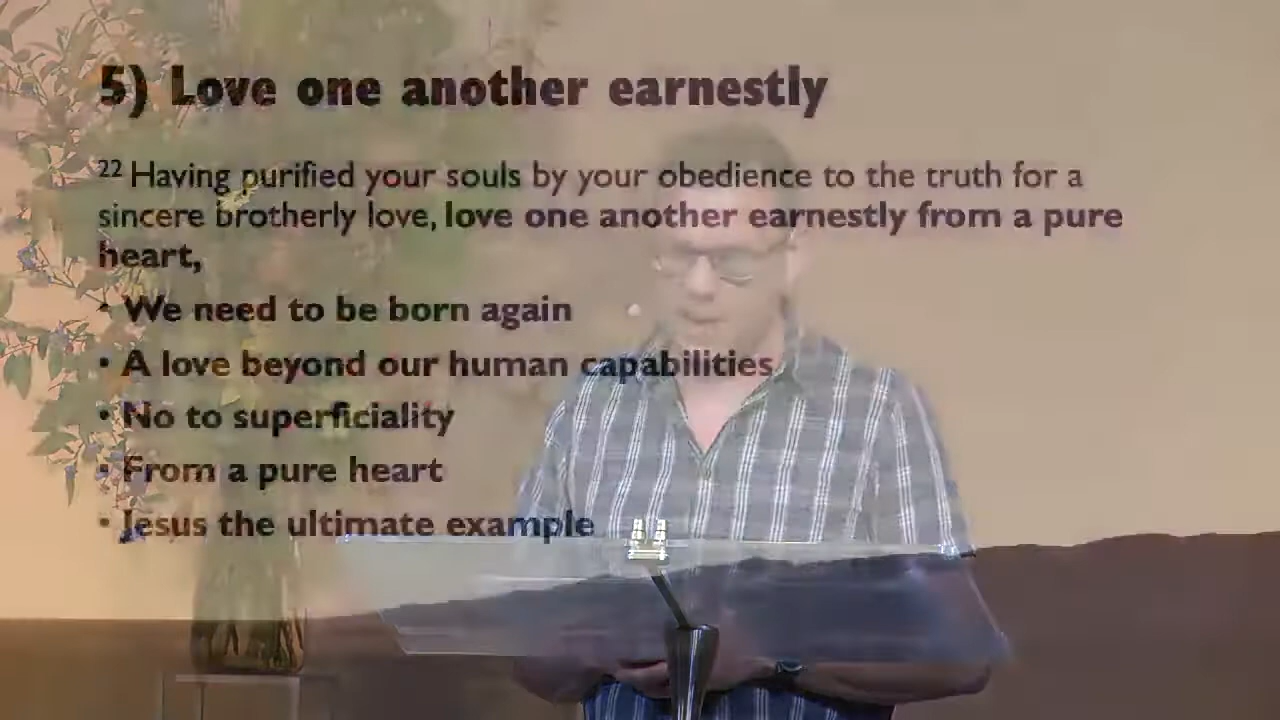 5) Love one another earnestly
22 Having purified your souls by your obedience to the truth for a
sincere brotherly love, love one another earnestly from a pure
heart,
• We need to be born again
• A love beyond our human capabilities
• No to superficiality
• From a pure heart
• Jesus the ultimate example